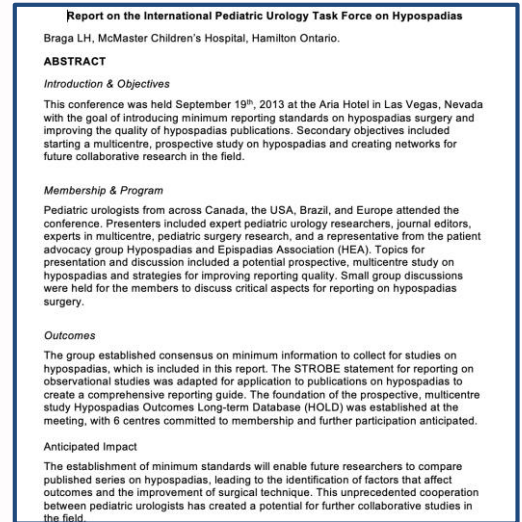 Report on the International Pediatric Urology Task Force on Hypospadias
Braga LH, McMaster Children's Hospital, Hamilton Ontario.
ABSTRACT
Introduction & Objectives
This conference was held September 19th, 2013 at the Aria Hotel in Las Vegas, Nevada
with the goal of introducing minimum reporting standards on hypospadias surgery and
improving the quality of hypospadias publications. Secondary objectives included
starting a multicentre, prospective study on hypospadias and creating networks for
future collaborative research in the field.
Membership & Program
Pediatric urologists from across Canada, the USA, Brazil, and Europe attended the
conference. Presenters included expert pediatric urology researchers, journal editors,
experts in multicentre, pediatric surgery research, and a representative from the patient
advocacy group Hypospadias and Epispadias Association (HEA). Topics for
presentation and discussion included a potential prospective, multicentre study on
hypospadias and strategies for improving reporting quality. Small group discussions
were held for the members to discuss critical aspects for reporting on hypospadias
surgery.
Outcomes
The group established consensus on minimum information to collect for studies on
hypospadias, which is included in this report. The STROBE statement for reporting on
observational studies was adapted for application to publications on hypospadias to
create a comprehensive reporting guide. The foundation of the prospective, multicentre
study Hypospadias Outcomes Long-term Database (HOLD) was established at the
meeting, with 6 centres committed to membership and further participation anticipated.
Anticipated Impact
The establishment of minimum standards will enable future researchers to compare
published series on hypospadias, leading to the identification of factors that affect
outcomes and the improvement of surgical technique. This unprecedented cooperation
between pediatric urologists has created a potential for further collaborative studies in
the field.